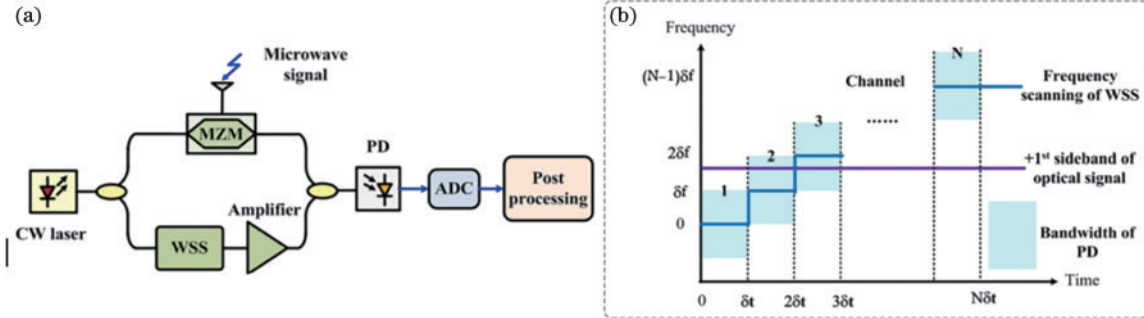 (a)
Microwave
signal
MZM
PD
ADC
Post
processing
Amplifier
CW laser
WSS
(b)
Frequency
(N−1)δf
2δf
δf
0
Channel
1
2
3
......
N
Frequency
scanning of WSS
+1st sideband of
optical signal
Bandwidth of
PD
Time
0
δt
2δt
3δt
Nδt